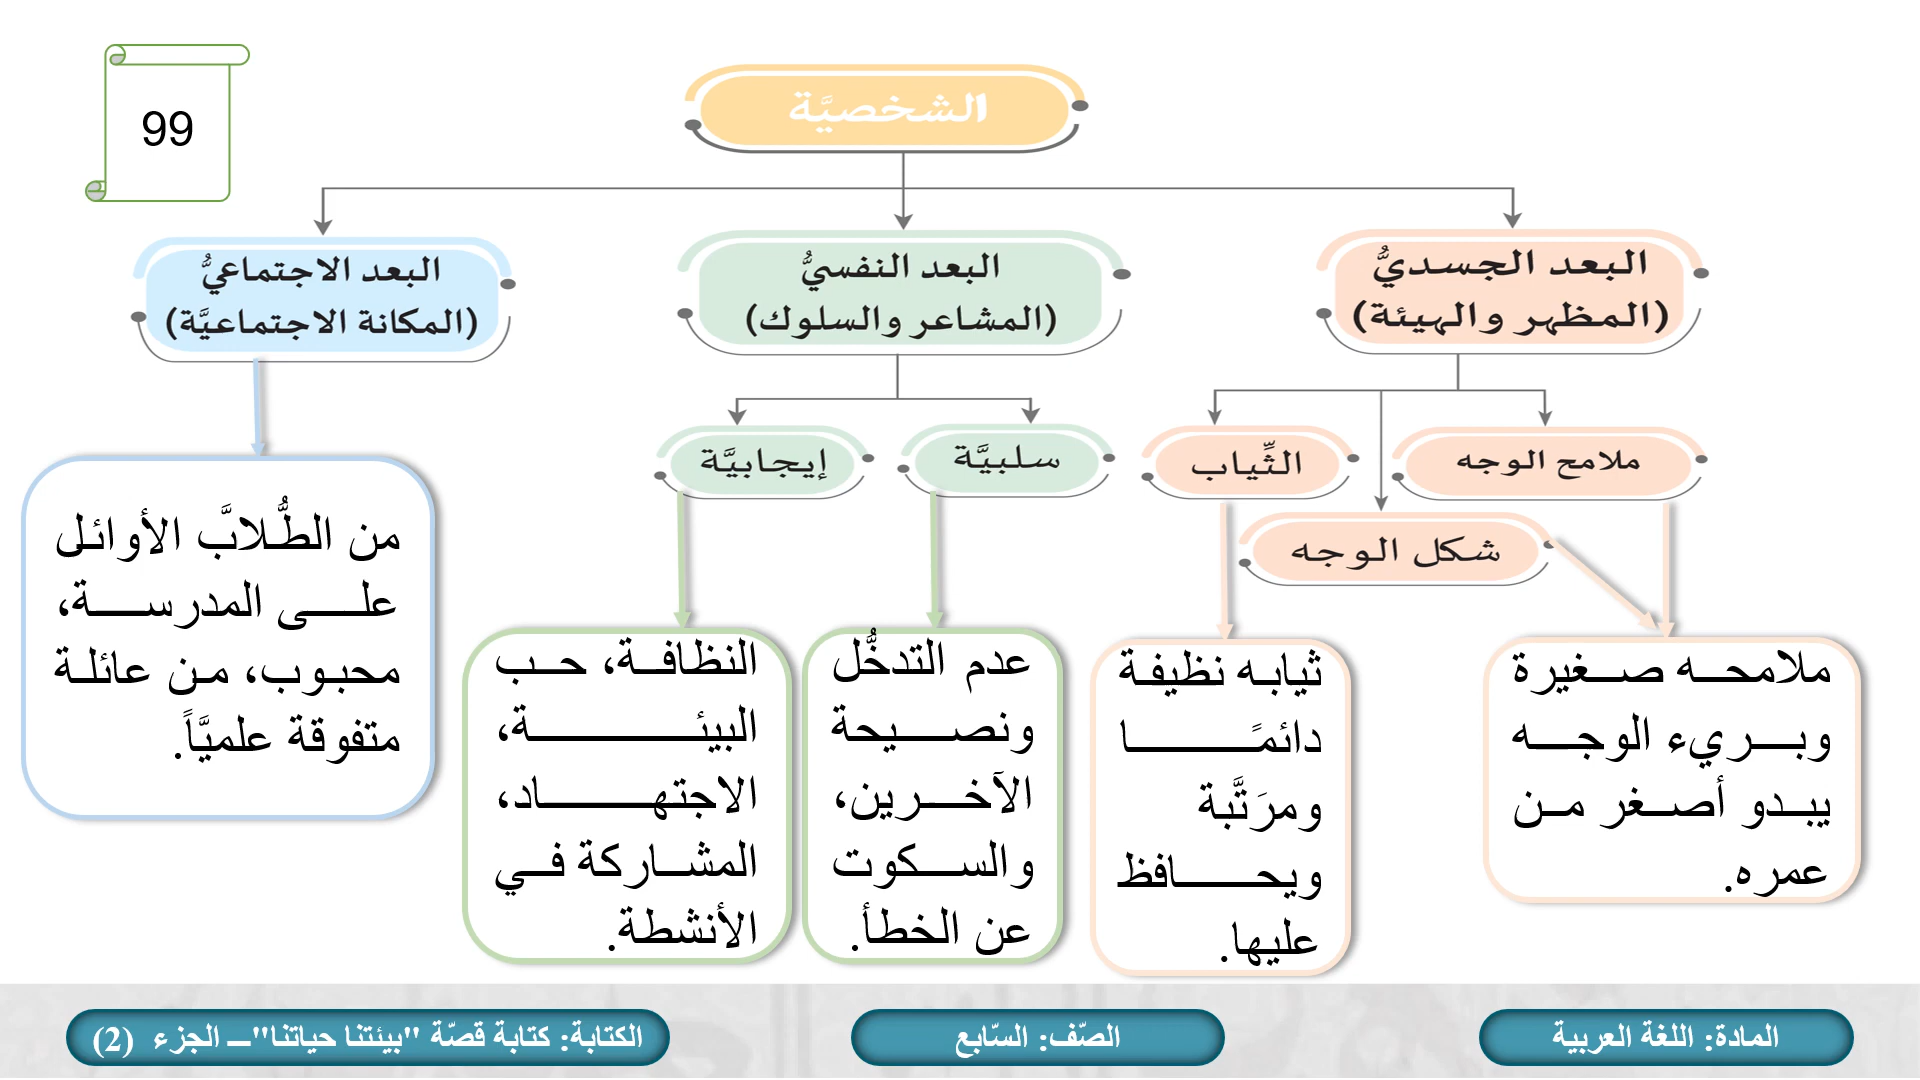 99
الشخصيَّة
البعد الجسديُّ
(المظهر والهيئة)
البعد النفسيُّ
(المشاعر والسلوك)
البعد الاجتماعيُّ
(المكانة الاجتماعيَّة)
ملامح الوجه
شكل الوجه
الثِّياب
سلبيَّة
إيجابيَّة
ملامحه صغيرة
وبريء الوجه
يبدو أصغر من
عمره.
ثيابه نظيفة
دائمًا
ومرَتَّبة
ويحافظ
عليها.
عدم التدخُّل
ونصيحة
الآخرين،
والسكوت
عن الخطأ.
النظافة، حب
البيئة،
الاجتهاد،
المشاركة في
الأنشطة.
من الطُّلابَّ الأوائل
على المدرسة،
محبوب، من عائلة
متفوقة علميَّاً.
المادة: اللغة العربية
الصّف: السّابع
الكتابة: كتابة قصّة "بيئتنا حياتنا"ـ الجزء (2)